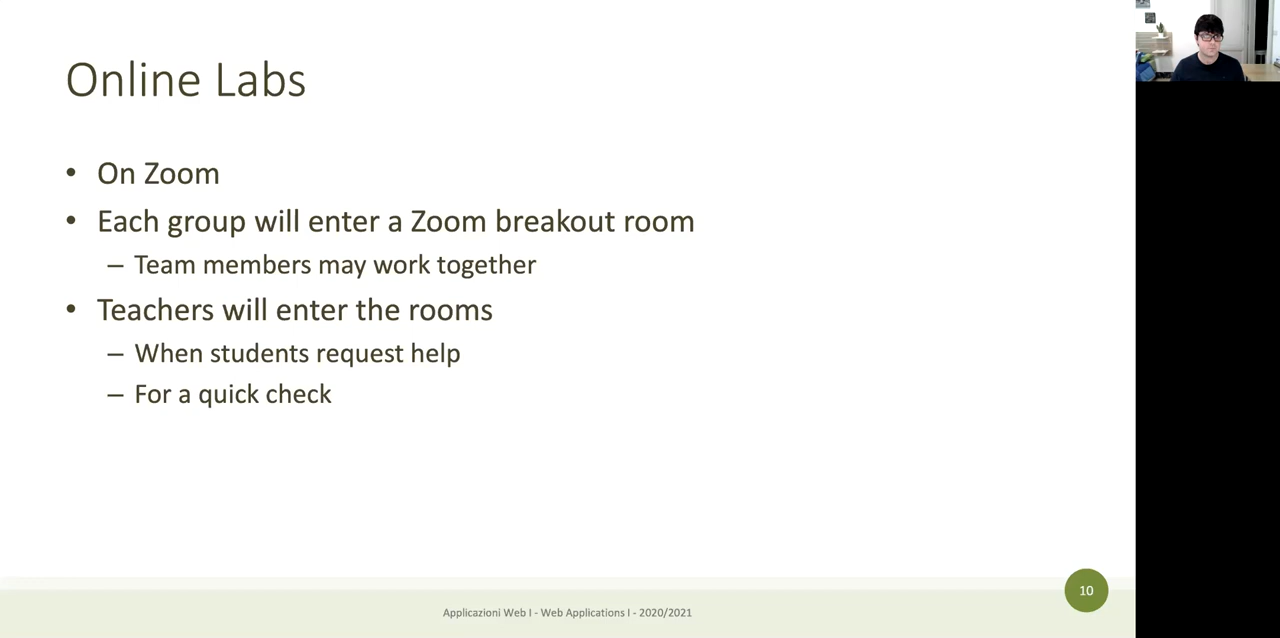 Online Labs
• On Zoom
• Each group will enter a Zoom breakout room
– Team members may work together
• Teachers will enter the rooms
– When students request help
– For a quick check
10
Applicazioni Web I - Web Applications I - 2020/2021